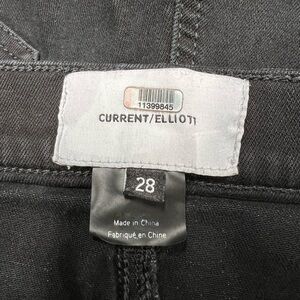 11399845
CURRENT/ELLIOTT
28
Made in China
Fabriqué en Chine